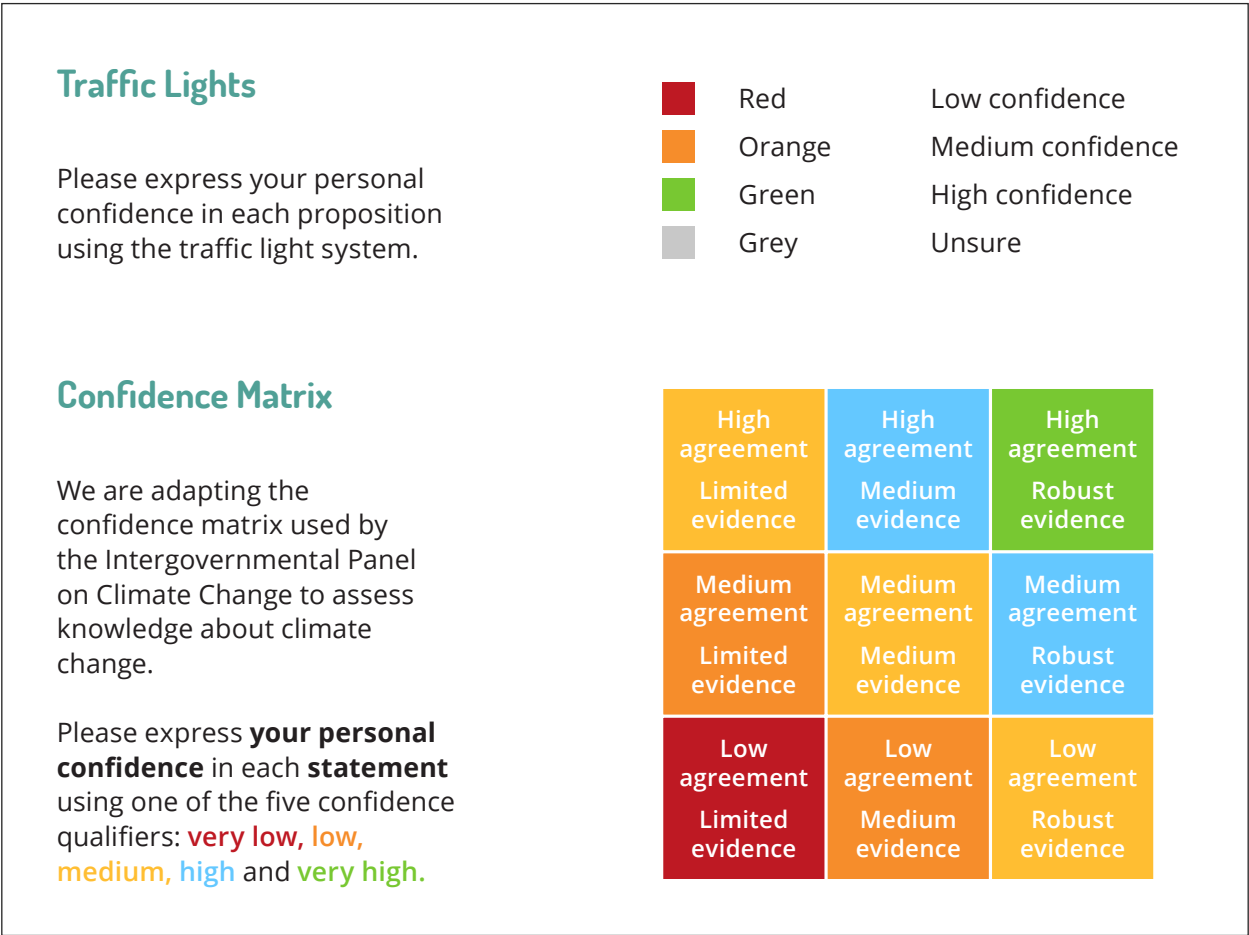 Traffic Lights
Please express your personal
confidence in each proposition
using the traffic light system.
Red Low confidence
Orange Medium confidence
Green High confidence
Grey Unsure
Confidence Matrix
We are adapting the
confidence matrix used by
the Intergovernmental Panel
on Climate Change to assess
knowledge about climate
change.
Please express your personal
confidence in each statement
using one of the five confidence
qualifiers: very low, low,
medium, high and very high.
High
agreement
Limited
evidence
High
agreement
Medium
evidence
High
agreement
Robust
evidence
Medium
agreement
Limited
evidence
Medium
agreement
Medium
evidence
Medium
agreement
Robust
evidence
Low
agreement
Limited
evidence
Low
agreement
Medium
evidence
Low
agreement
Robust
evidence